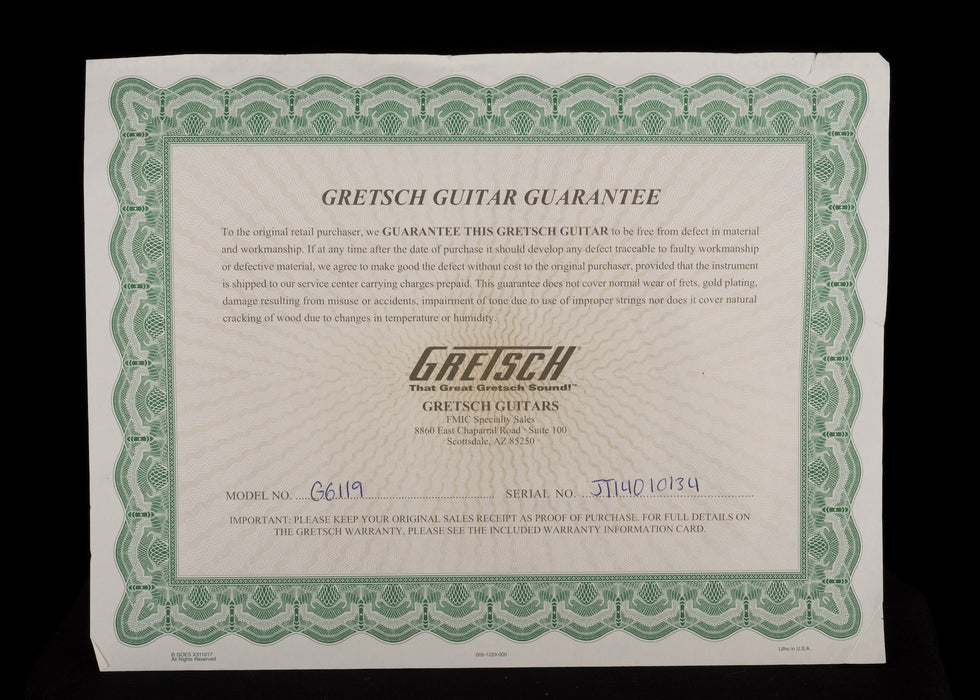 GRETSCH GUITAR GUARANTEE
To the original retail purchaser, we GUARANTEE THIS GRETSCH GUITAR to be free from defect in material
and workmanship. If at any time after the date of purchase it should develop any defect traceable to faulty workmanship
or defective material, we agree to make good the defect without cost to the original purchaser, provided that the instrument
is shipped to our service center carrying charges prepaid. This guarantee does not cover normal wear of frets, gold plating,
damage resulting from misuse or accidents, impairment of tone due to use of improper strings nor does it cover natural
cracking of wood due to changes in temperature or humidity.
GRETSCH®
That Great Gretsch Sound!™
GRETSCH GUITARS
FMIC Specialty Sales
8860 East Chaparral Road - Suite 100
Scottsdale, AZ 85250
MODEL NO. G6119 SERIAL NO. JT14010134
IMPORTANT: PLEASE KEEP YOUR ORIGINAL SALES RECEIPT AS PROOF OF PURCHASE. FOR FULL DETAILS ON
THE GRETSCH WARRANTY, PLEASE SEE THE INCLUDED WARRANTY INFORMATION CARD.
© GOES X311017
All Rights Reserved
006-1229-000
Litho in U.S.A.